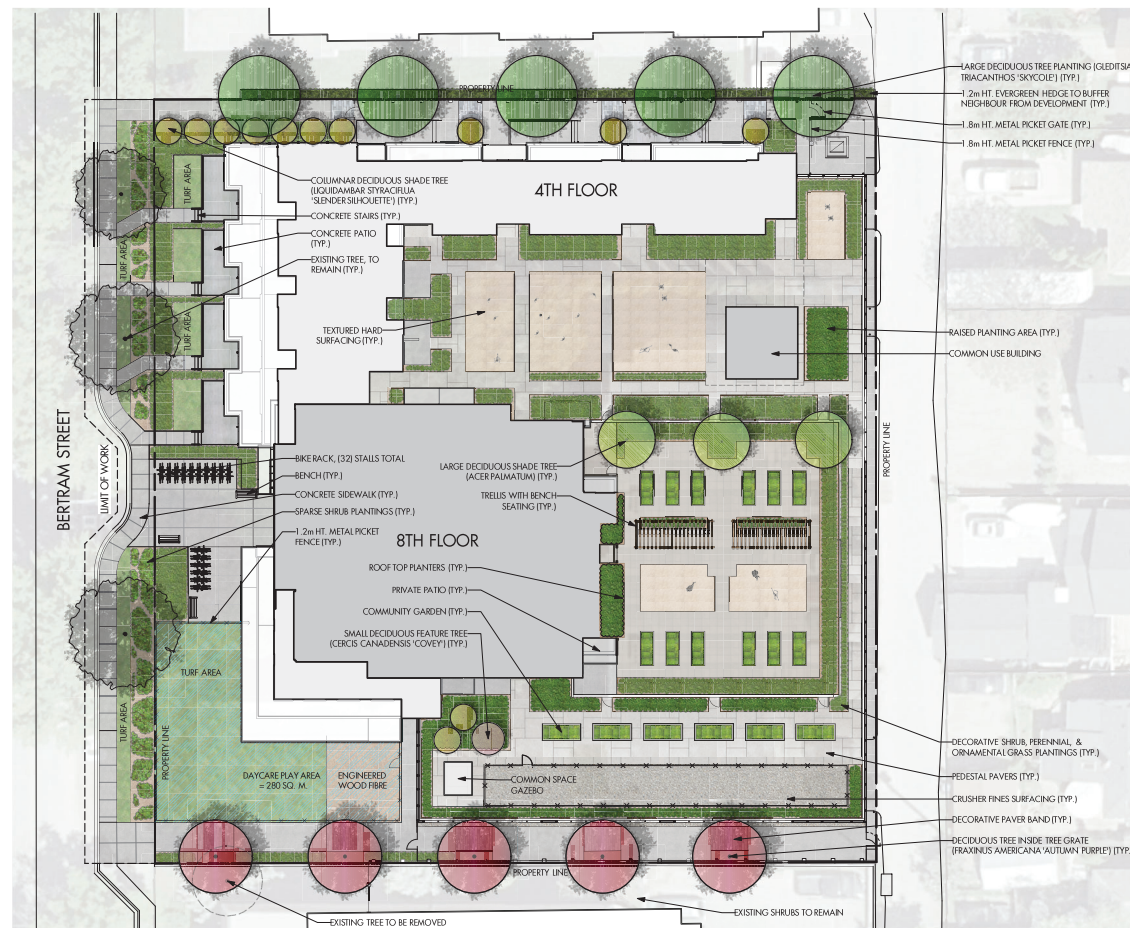 PROPERTY LINE
LARGE DECIDUOUS TREE PLANTING (GLEDITSIA
TRIACANTHOS 'SKYCOLE') (TYP.)
1.2m HT. EVERGREEN HEDGE TO BUFFER
NEIGHBOUR FROM DEVELOPMENT (TYP.)
1.8m HT. METAL PICKET GATE (TYP.)
1.8m HT. METAL PICKET FENCE (TYP.)
COLUMNAR DECIDUOUS SHADE TREE
(LIQUIDAMBAR STYRACIFLUA
'SLENDER SILHOUETTE') (TYP.)
CONCRETE STAIRS (TYP.)
CONCRETE PATIO
(TYP.)
EXISTING TREE, TO
REMAIN (TYP.)
4TH FLOOR
TURF AREA
TURF AREA
TURF AREA
TEXTURED HARD
SURFACING (TYP.)
RAISED PLANTING AREA (TYP.)
COMMON USE BUILDING
BERTRAM STREET
LIMIT OF WORK
PROPERTY LINE
BIKE RACK, (32) STALLS TOTAL
BENCH (TYP.)
CONCRETE SIDEWALK (TYP.)
SPARSE SHRUB PLANTINGS (TYP.)
1.2m HT. METAL PICKET
FENCE (TYP.)
LARGE DECIDUOUS SHADE TREE
(ACER PALMATUM) (TYP.)
TRELLIS WITH BENCH
SEATING (TYP.)
8TH FLOOR
ROOF TOP PLANTERS (TYP.)
PRIVATE PATIO (TYP.)
COMMUNITY GARDEN (TYP.)
SMALL DECIDUOUS FEATURE TREE
(CERCIS CANADENSIS 'COVEY') (TYP.)
TURF AREA
TURF AREA
PROPERTY LINE
DAYCARE PLAY AREA
= 280 SQ. M.
ENGINEERED
WOOD FIBRE
COMMON SPACE
GAZEBO
DECORATIVE SHRUB, PERENNIAL, &
ORNAMENTAL GRASS PLANTINGS (TYP.)
PEDESTAL PAVERS (TYP.)
CRUSHER FINES SURFACING (TYP.)
DECORATIVE PAVER BAND (TYP.)
DECIDUOUS TREE INSIDE TREE GRATE
(FRAXINUS AMERICANA 'AUTUMN PURPLE') (TYP.
PROPERTY LINE
EXISTING SHRUBS TO REMAIN
EXISTING TREE TO BE REMOVED